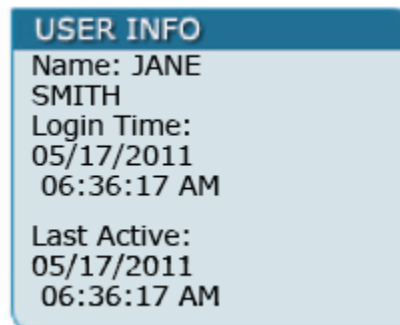 USER INFO
Name: JANE
SMITH
Login Time:
05/17/2011
06:36:17 AM
Last Active:
05/17/2011
06:36:17 AM